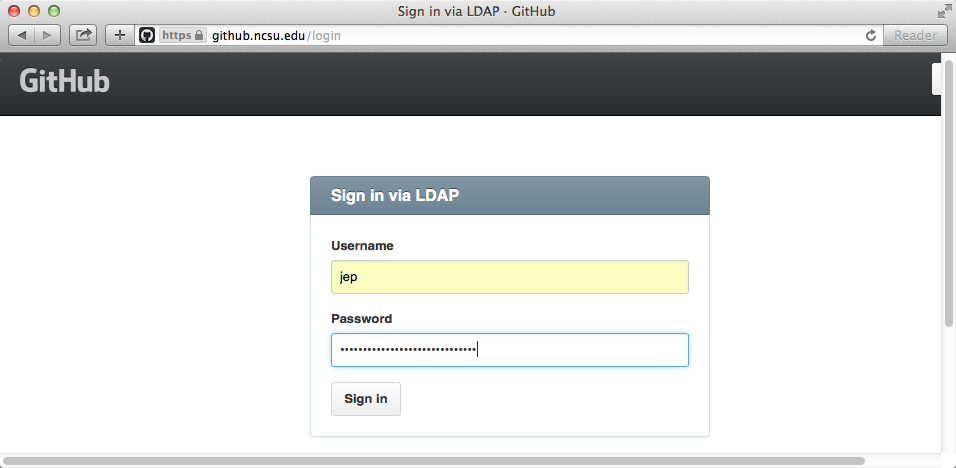 Sign in via LDAP · GitHub
https github.ncsu.edu/login
Reader
GitHub
Sign in via LDAP
Username
jep
Password
••••••••••••••••••••••••••••••
Sign in